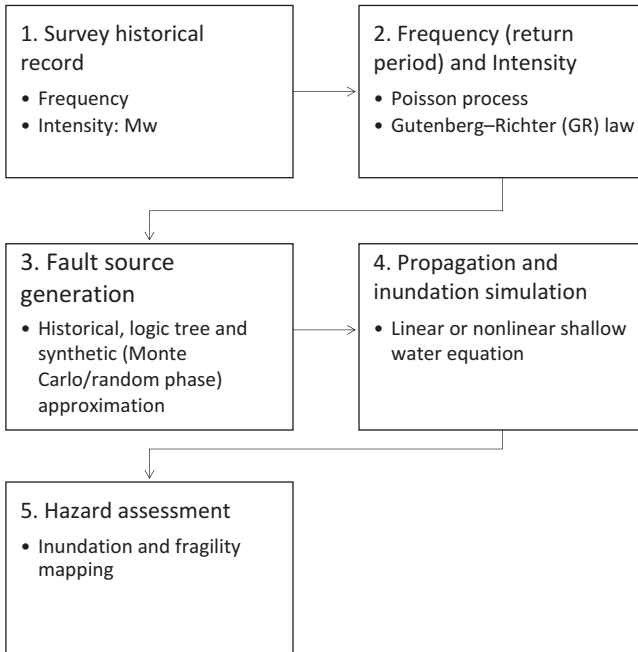 1. Survey historical
record
• Frequency
• Intensity: Mw
2. Frequency (return
period) and Intensity
• Poisson process
• Gutenberg–Richter (GR) law
3. Fault source
generation
• Historical, logic tree and
synthetic (Monte
Carlo/random phase)
approximation
4. Propagation and
inundation simulation
• Linear or nonlinear shallow
water equation
5. Hazard assessment
• Inundation and fragility
mapping